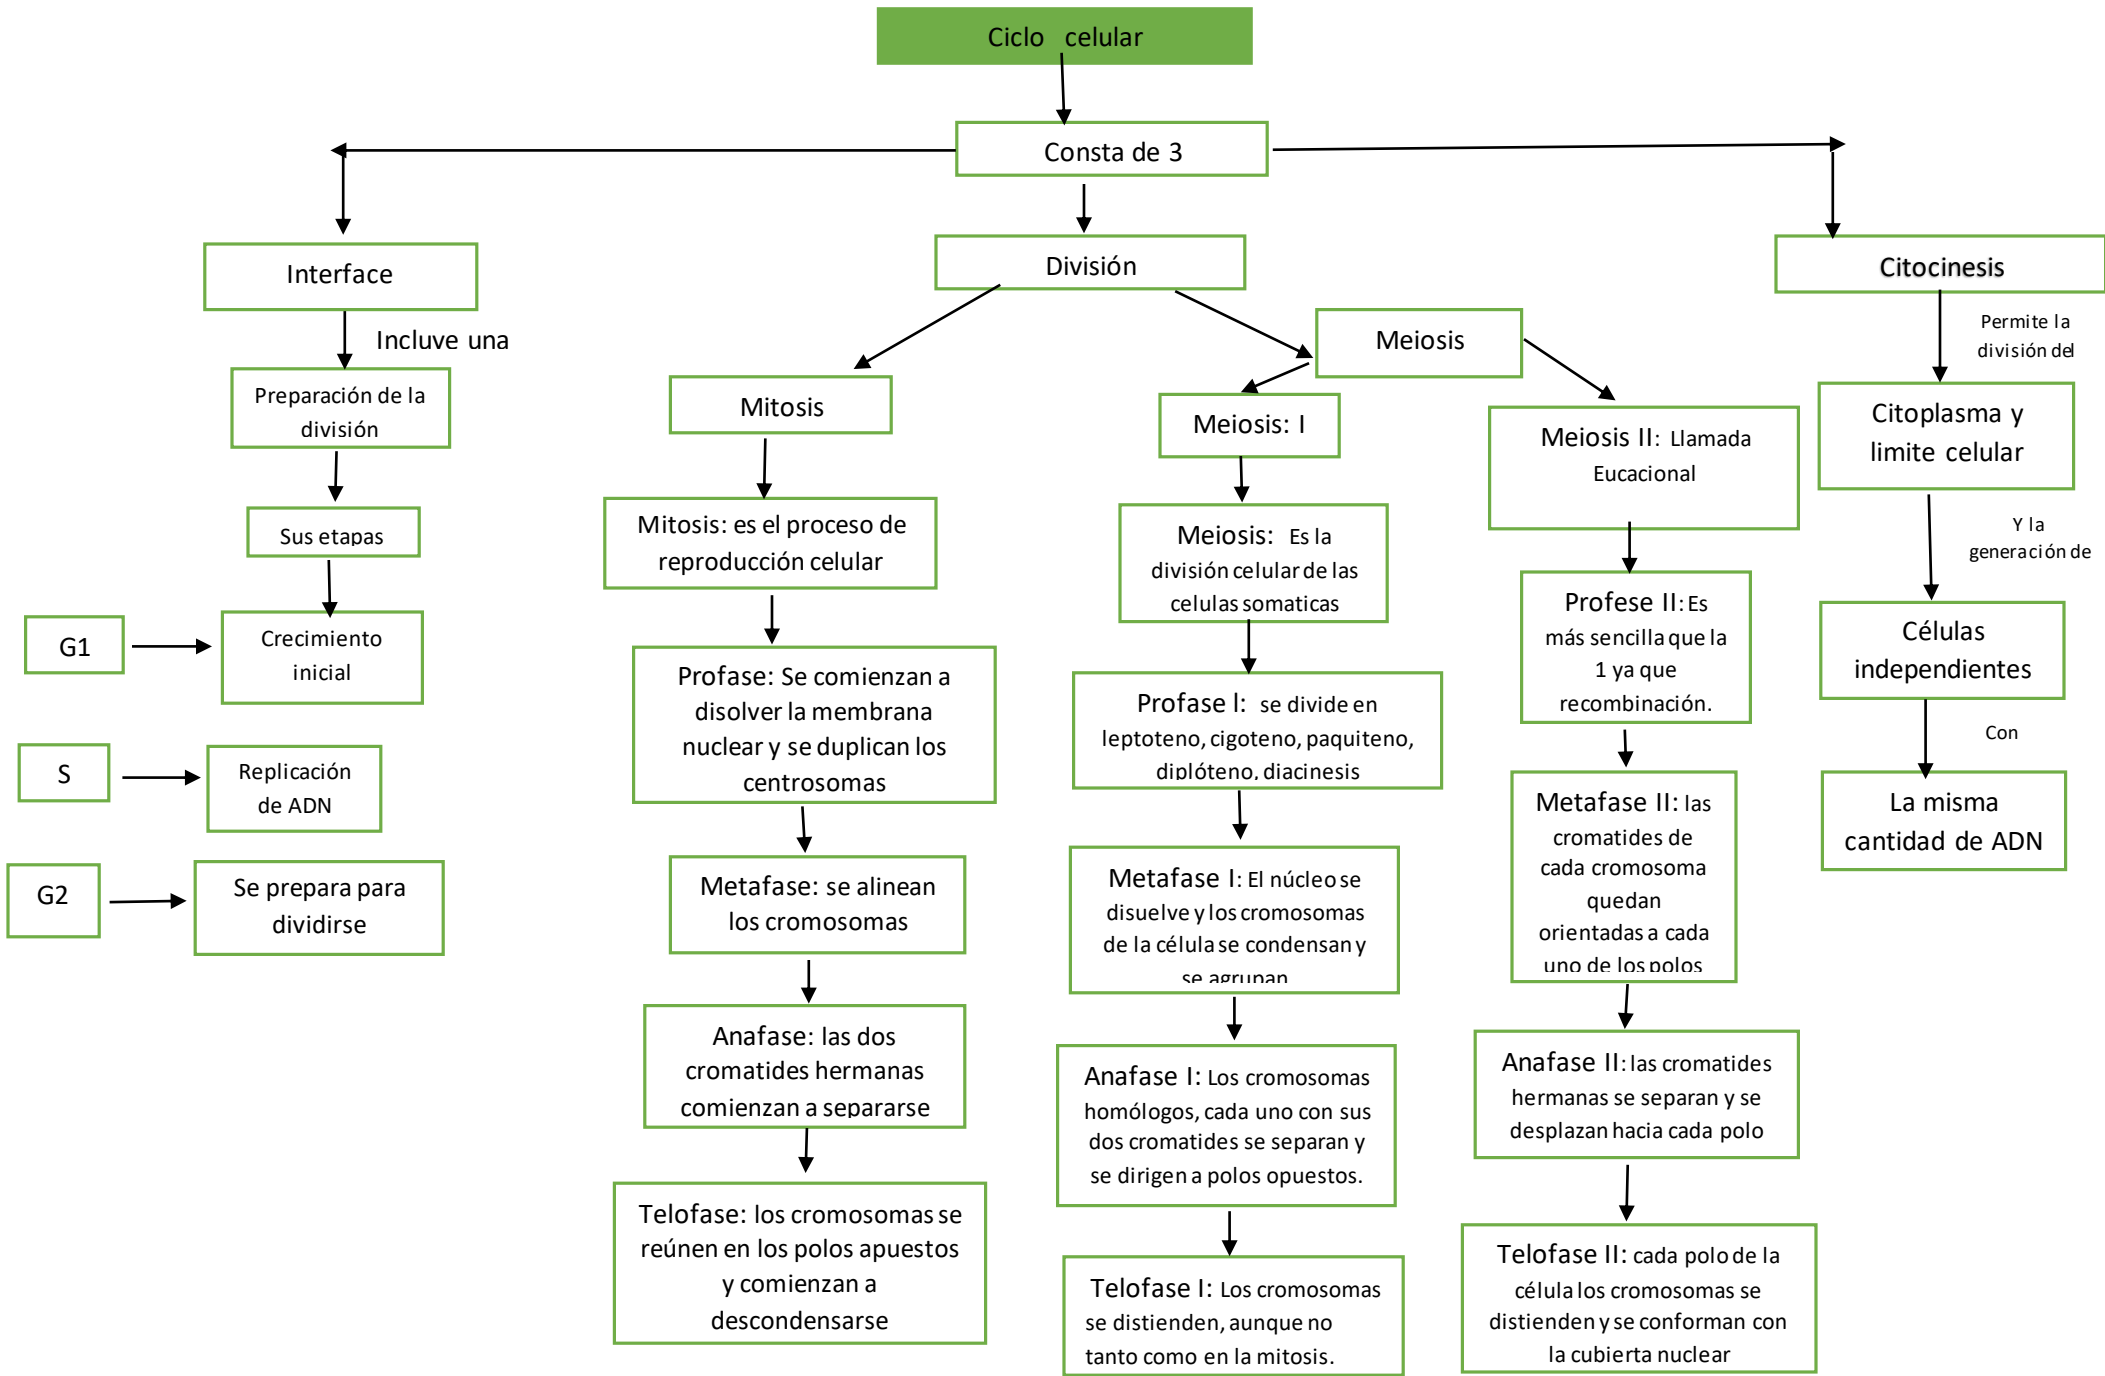 Ciclo celular
Consta de 3
Interface
Incluve una
Preparación de la
división
Sus etapas
G1
Crecimiento
inicial
S
Replicación
de ADN
G2
Se prepara para
dividirse
División
Mitosis
Mitosis: es el proceso de
reproducción celular
Profase: Se comienzan a
disolver la membrana
nuclear y se duplican los
centrosomas
Metafase: se alinean
los cromosomas
Anafase: las dos
cromatides hermanas
comienzan a separarse
Telofase: los cromosomas se
reúnen en los polos apuestos
y comienzan a
descondensarse
Meiosis
Meiosis: I
Meiosis: Es la
división celular de las
celulas somaticas
Profase I: se divide en
leptoteno, cigoteno, paquiteno,
diplóteno, diacinesis
Metafase I: El núcleo se
disuelve y los cromosomas
de la célula se condensan y
se agrupan
Anafase I: Los cromosomas
homólogos, cada uno con sus
dos cromatides se separan y
se dirigen a polos opuestos.
Telofase I: Los cromosomas
se distienden, aunque no
tanto como en la mitosis.
Meiosis II: Llamada
Eucacional
Profese II: Es
más sencilla que la
1 ya que
recombinación.
Metafase II: las
cromatides de
cada cromosoma
quedan
orientadas a cada
uno de los polos
Anafase II: las cromatides
hermanas se separan y se
desplazan hacia cada polo
Telofase II: cada polo de la
célula los cromosomas se
distienden y se conforman con
la cubierta nuclear
Citocinesis
Permite la
división del
Citoplasma y
limite celular
Y la
generación de
Células
independientes
Con
La misma
cantidad de ADN